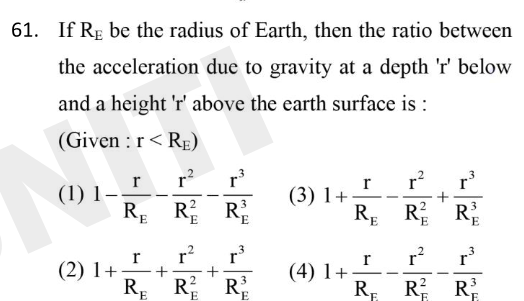 61. If R_E be the radius of Earth, then the ratio between
the acceleration due to gravity at a depth 'r' below
and a height 'r' above the earth surface is :
(Given : r < R_E)
(1) 1 - r/R_E - r²/R_E² - r³/R_E³ (3) 1 + r/R_E - r²/R_E² + r³/R_E³
(2) 1 + r/R_E + r²/R_E² + r³/R_E³ (4) 1 + r/R_E - r²/R_E² - r³/R_E³
NITI